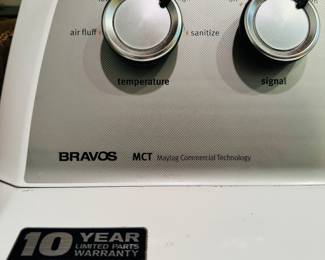 air fluff
sanitize
temperature
signal
BRAVOS MCT Maytag Commercial Technology
10 YEAR
LIMITED PARTS
WARRANTY